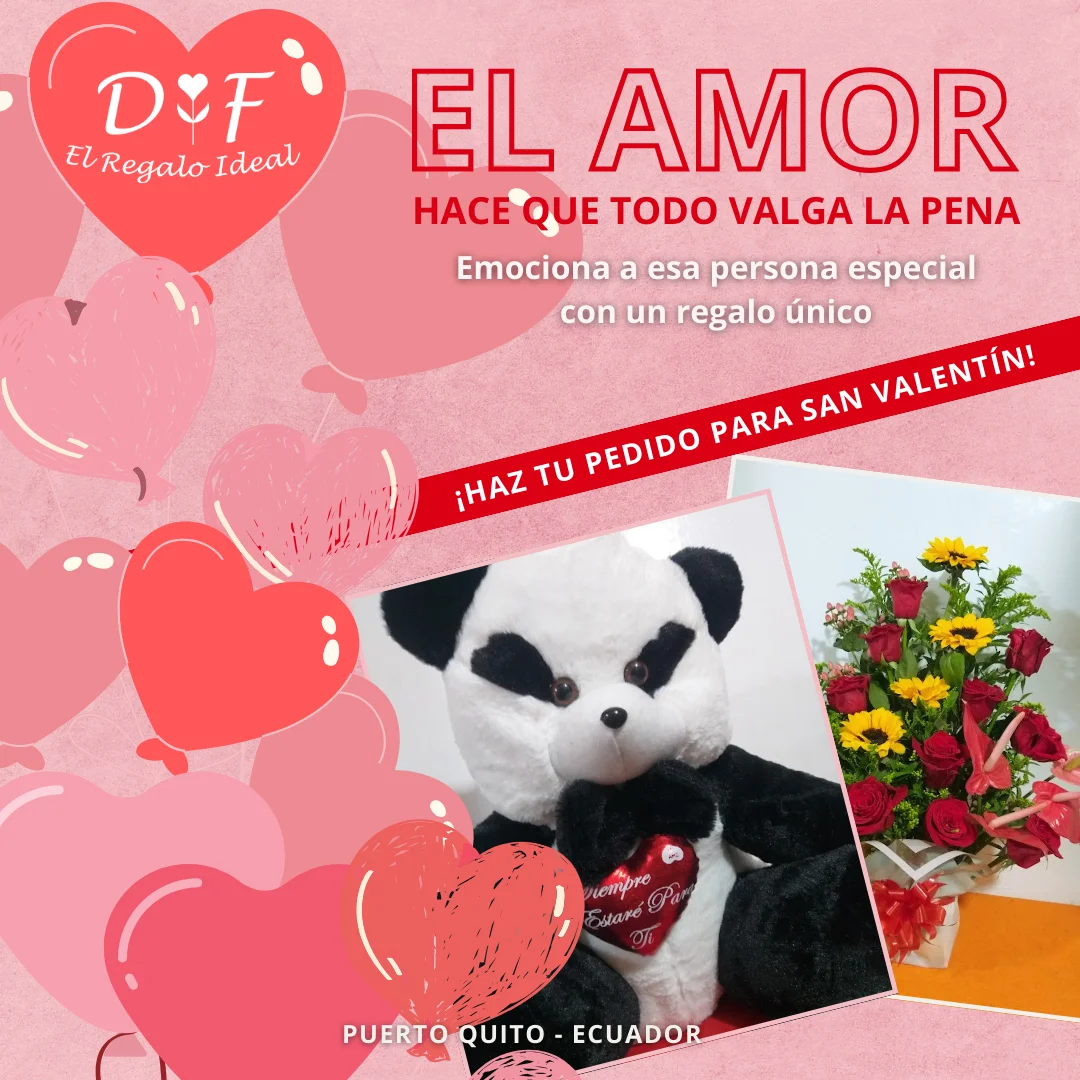 D F
El Regalo Ideal
EL AMOR
HACE QUE TODO VALGA LA PENA
Emociona a esa persona especial
con un regalo único
¡HAZ TU PEDIDO PARA SAN VALENTÍN!
Siempre
Estaré Para
Ti
PUERTO QUITO - ECUADOR